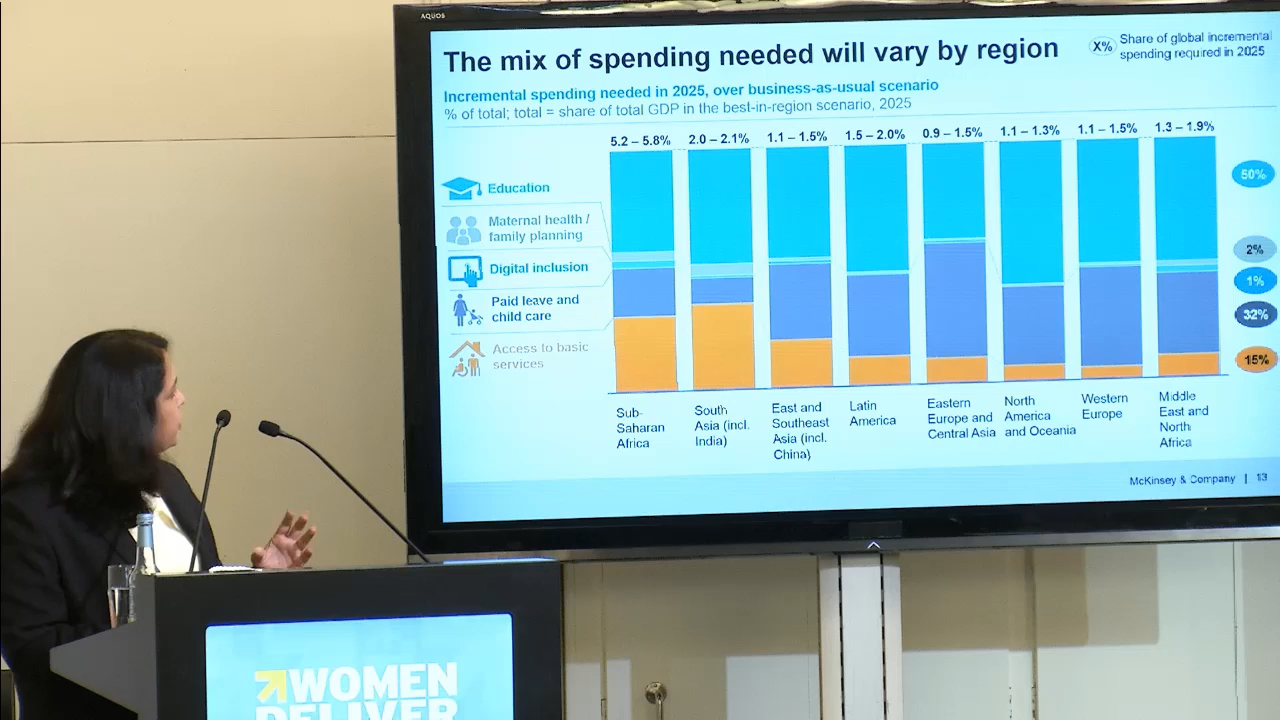 AQUOS
The mix of spending needed will vary by region
X%
Share of global incremental
spending required in 2025
Incremental spending needed in 2025, over business-as-usual scenario
% of total; total = share of total GDP in the best-in-region scenario, 2025
5.2 – 5.8%
2.0 – 2.1%
1.1 – 1.5%
1.5 – 2.0%
0.9 – 1.5%
1.1 – 1.3%
1.1 – 1.5%
1.3 – 1.9%
Education
Maternal health /
family planning
Digital inclusion
Paid leave and
child care
Access to basic
services
50%
2%
1%
32%
15%
Sub-
Saharan
Africa
South
Asia (incl.
India)
East and
Southeast
Asia (incl.
China)
Latin
America
Eastern
Europe and
Central Asia
North
America
and Oceania
Western
Europe
Middle
East and
North
Africa
McKinsey & Company | 13
WOMEN
DELIVER